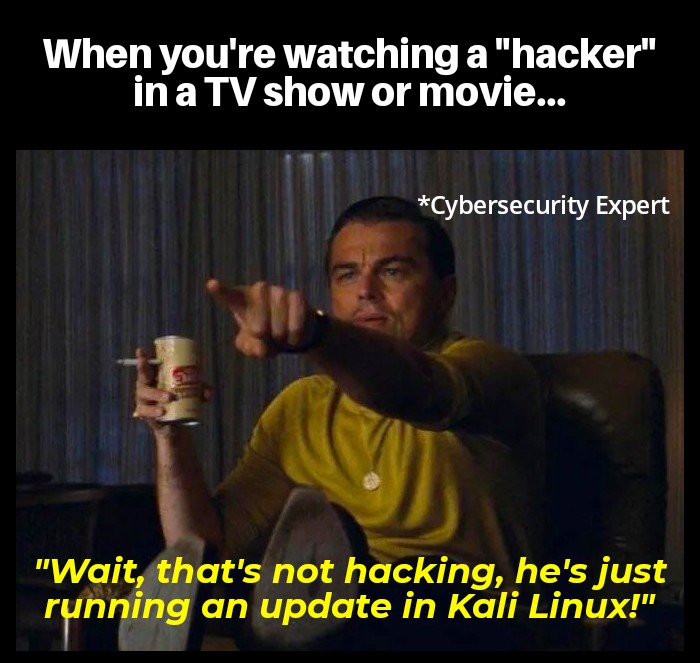 When you're watching a "hacker"
in a TV show or movie...
*Cybersecurity Expert
"Wait, that's not hacking, he's just
running an update in Kali Linux!"